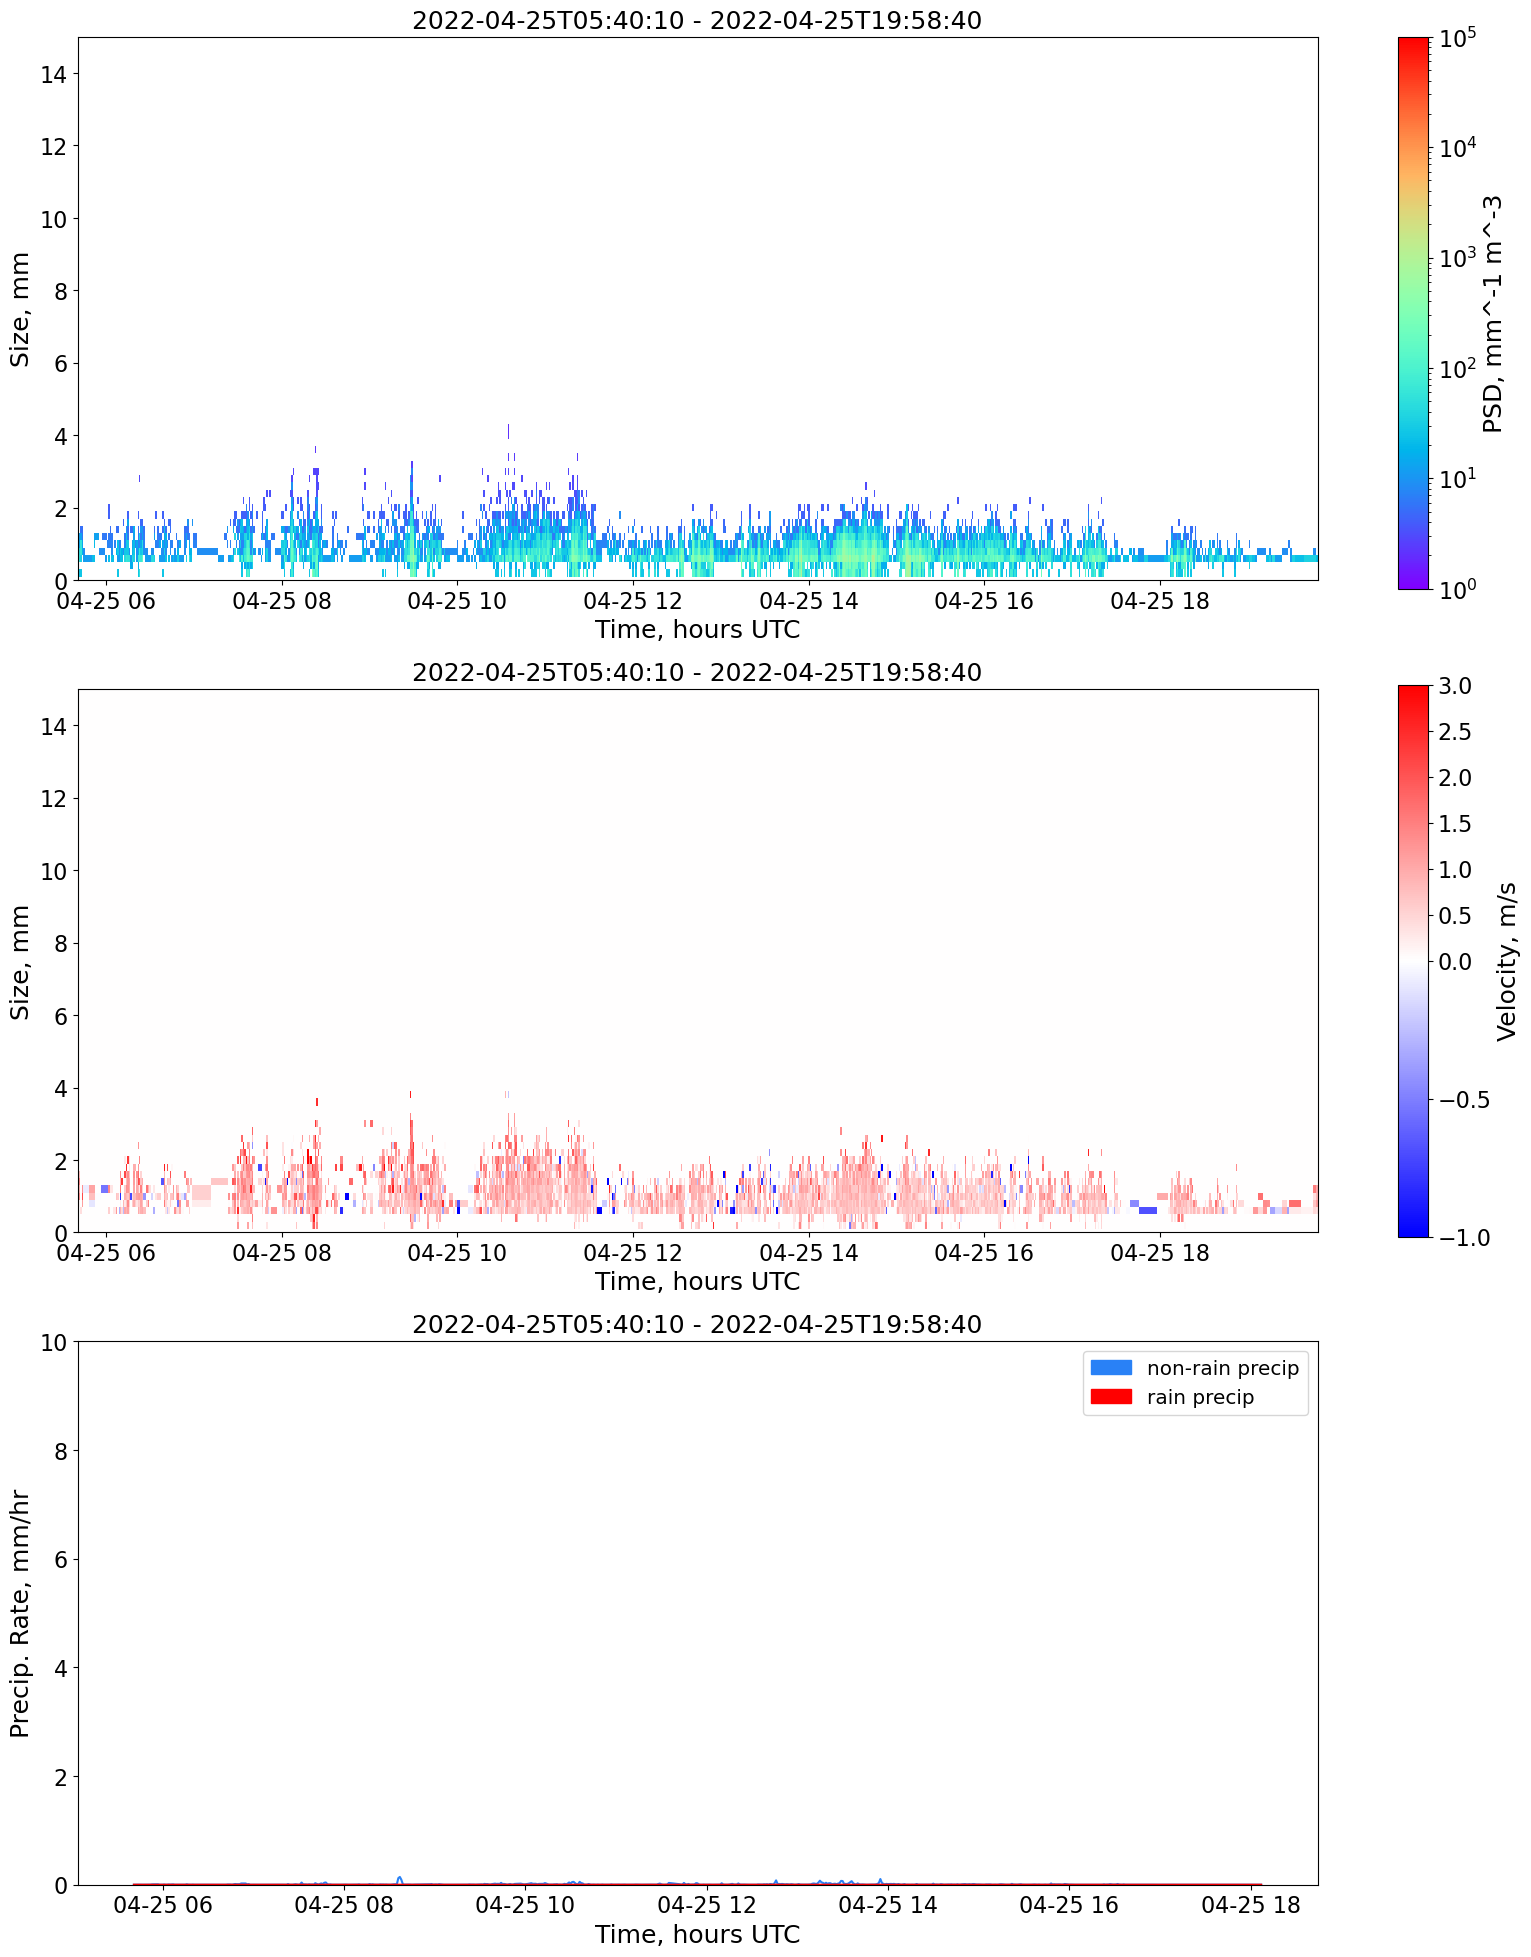 2022-04-25T05:40:10 - 2022-04-25T19:58:40
14
12
10
8
6
4
2
0
Size, mm
04-25 06 04-25 08 04-25 10 04-25 12 04-25 14 04-25 16 04-25 18
Time, hours UTC
10^5
10^4
10^3
10^2
10^1
10^0
PSD, mm^-1 m^-3
2022-04-25T05:40:10 - 2022-04-25T19:58:40
14
12
10
8
6
4
2
0
Size, mm
04-25 06 04-25 08 04-25 10 04-25 12 04-25 14 04-25 16 04-25 18
Time, hours UTC
3.0
2.5
2.0
1.5
1.0
0.5
0.0
−0.5
−1.0
Velocity, m/s
2022-04-25T05:40:10 - 2022-04-25T19:58:40
10
8
6
4
2
0
Precip. Rate, mm/hr
non-rain precip
rain precip
04-25 06 04-25 08 04-25 10 04-25 12 04-25 14 04-25 16 04-25 18
Time, hours UTC